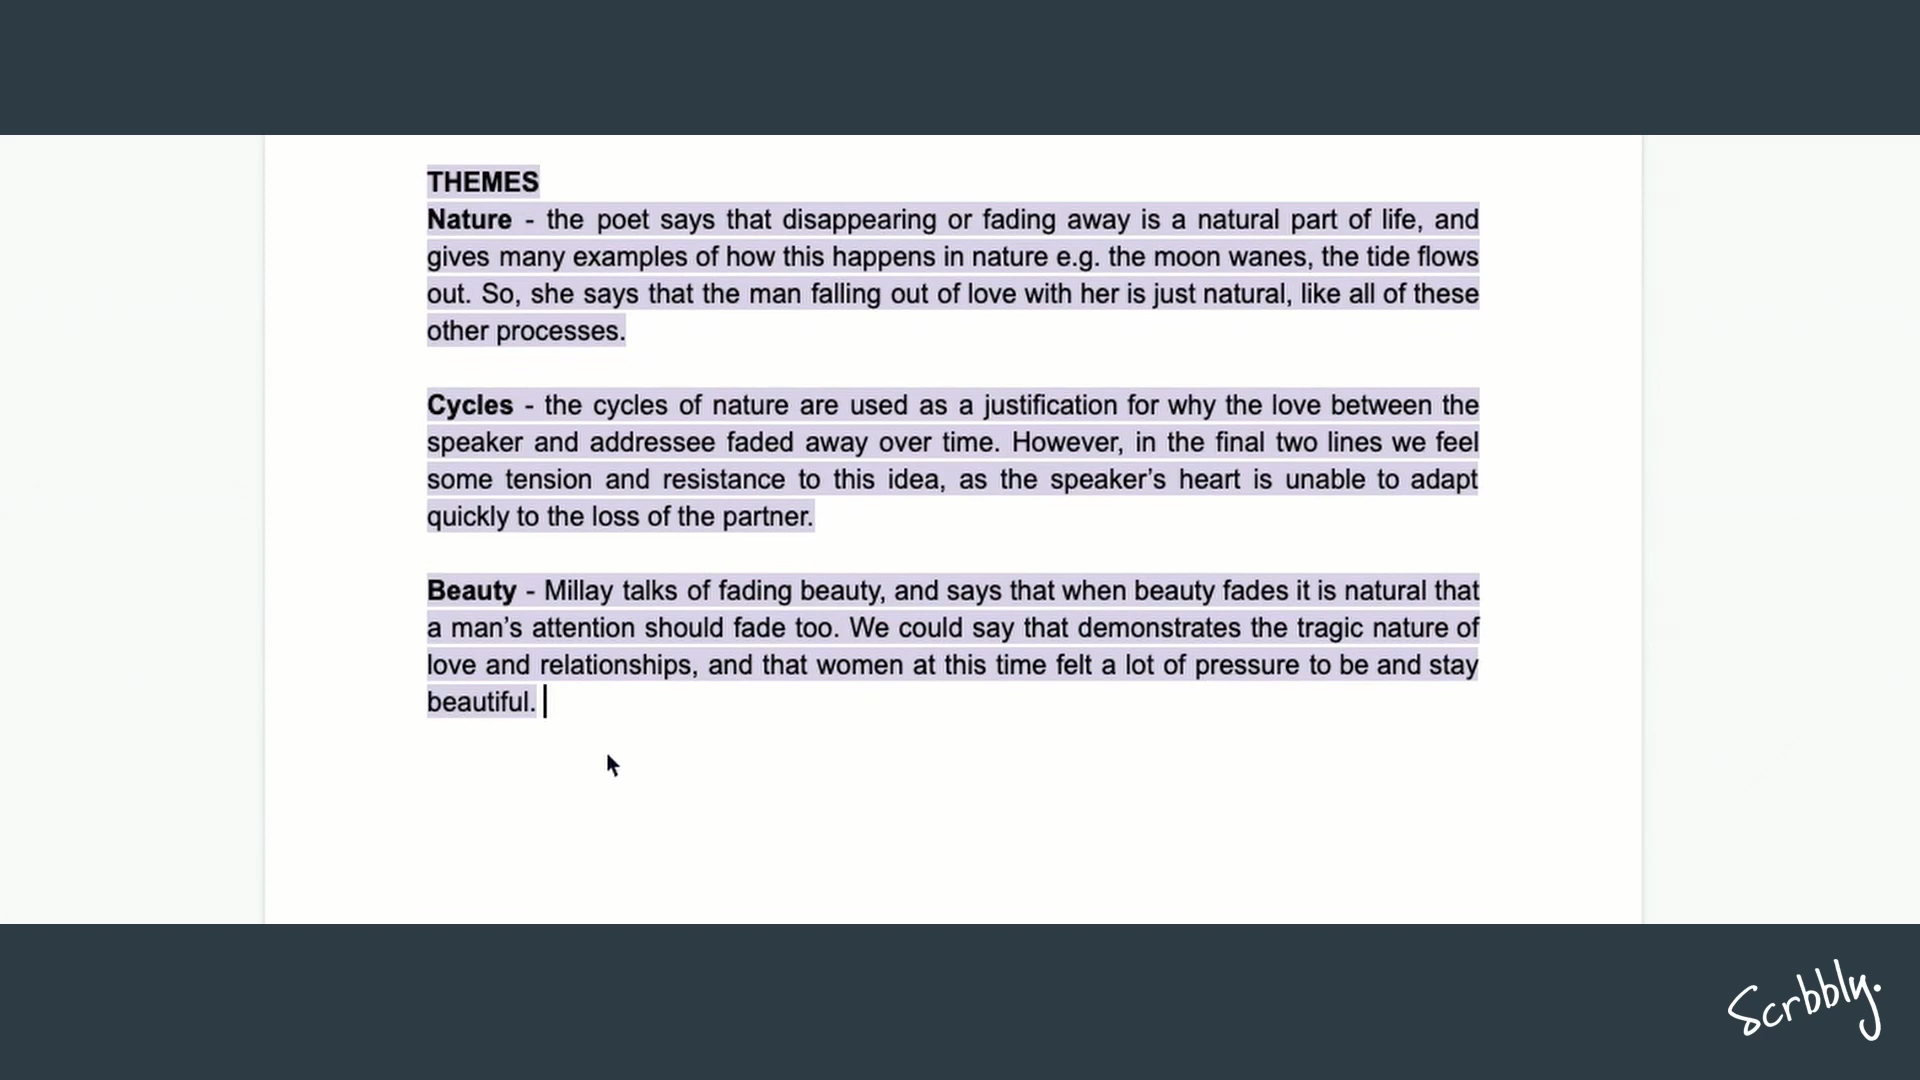 THEMES
Nature - the poet says that disappearing or fading away is a natural part of life, and
gives many examples of how this happens in nature e.g. the moon wanes, the tide flows
out. So, she says that the man falling out of love with her is just natural, like all of these
other processes.
Cycles - the cycles of nature are used as a justification for why the love between the
speaker and addressee faded away over time. However, in the final two lines we feel
some tension and resistance to this idea, as the speaker’s heart is unable to adapt
quickly to the loss of the partner.
Beauty - Millay talks of fading beauty, and says that when beauty fades it is natural that
a man’s attention should fade too. We could say that demonstrates the tragic nature of
love and relationships, and that women at this time felt a lot of pressure to be and stay
beautiful.
Scrbbly.